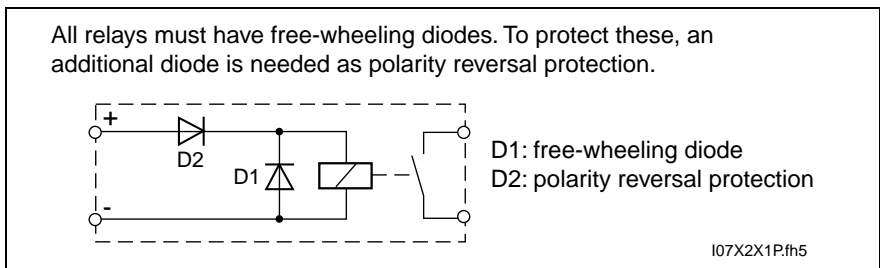 All relays must have free-wheeling diodes. To protect these, an
additional diode is needed as polarity reversal protection.
+
D2
D1
-
D1: free-wheeling diode
D2: polarity reversal protection
I07X2X1P.fh5